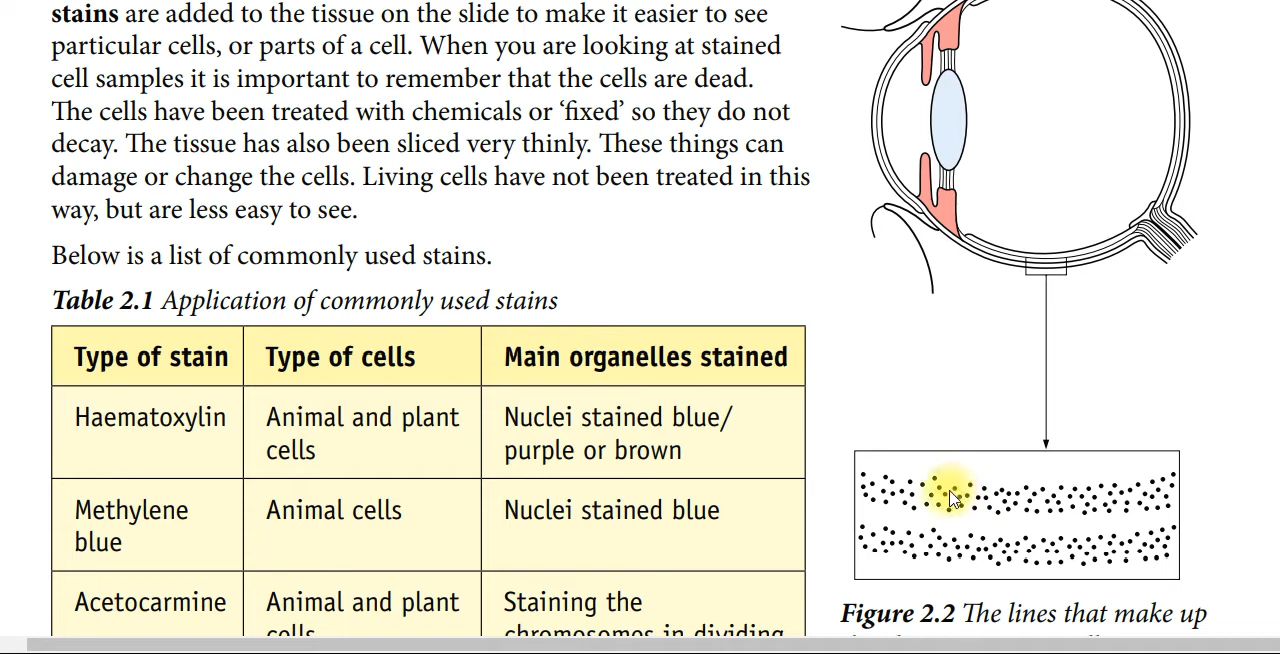 stains are added to the tissue on the slide to make it easier to see
particular cells, or parts of a cell. When you are looking at stained
cell samples it is important to remember that the cells are dead.
The cells have been treated with chemicals or ‘fixed’ so they do not
decay. The tissue has also been sliced very thinly. These things can
damage or change the cells. Living cells have not been treated in this
way, but are less easy to see.
Below is a list of commonly used stains.
Table 2.1 Application of commonly used stains
Type of stain Type of cells Main organelles stained
Haematoxylin Animal and plant Nuclei stained blue/
cells purple or brown
Methylene Animal cells Nuclei stained blue
blue
Acetocarmine Animal and plant Staining the
cells chromosomes in dividing
Figure 2.2 The lines that make up